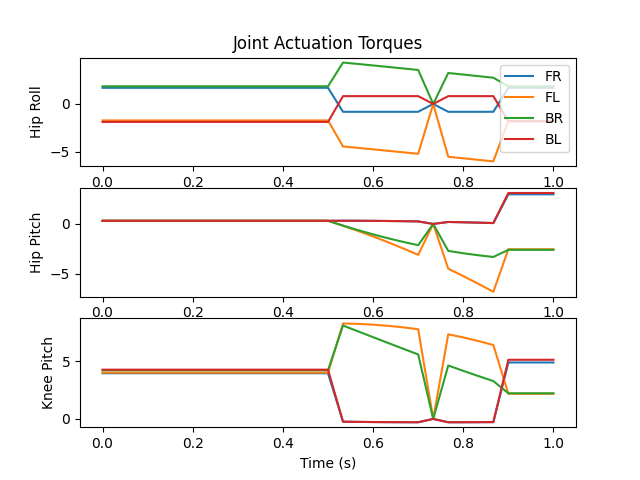 Joint Actuation Torques
Hip Roll
0
−5
FR
FL
BR
BL
0.0 0.2 0.4 0.6 0.8 1.0
Hip Pitch
0
−5
0.0 0.2 0.4 0.6 0.8 1.0
Knee Pitch
5
0
0.0 0.2 0.4 0.6 0.8 1.0
Time (s)